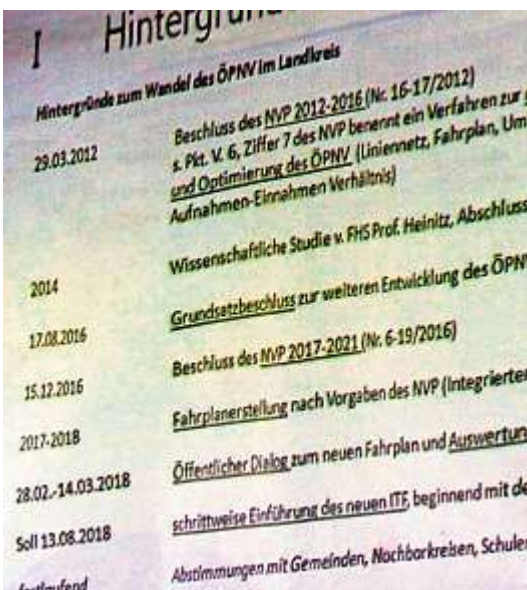 I Hintergrund
Hintergründe zum Wandel des ÖPNV im Landkreis
29.03.2012 Beschluss des NVP 2012-2016 (Nr. 16-17/2012)
s. Pkt. V. 6, Ziffer 7 des NVP benennt ein Verfahren zur
und Optimierung des ÖPNV (Liniennetz, Fahrplan, Um
Aufnahmen-Einnahmen Verhältnis)
2014 Wissenschaftliche Studie v. FHS Prof. Heinitz, Abschluss
17.08.2016 Grundsatzbeschluss zur weiteren Entwicklung des ÖPNV
15.12.2016 Beschluss des NVP 2017-2021 (Nr. 6-19/2016)
2017-2018 Fahrplanerstellung nach Vorgaben des NVP (Integrierte
28.02.-14.03.2018 Öffentlicher Dialog zum neuen Fahrplan und Auswertun
Soll 13.08.2018 schrittweise Einführung des neuen ITF, beginnend mit de
fortlaufend Abstimmungen mit Gemeinden, Nachbarkreisen, Schule